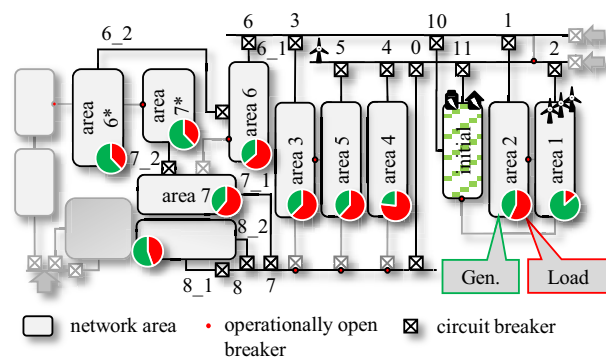 6_2
6
3
10
1
6_1
5
4
0
11
2
area 6*
area 7*
area 6
area 3
area 5
area 4
initial
area 2
area 1
7_2
area 7
7_1
8_2
8_1
8
7
Gen.
Load
network area
operationally open breaker
circuit breaker